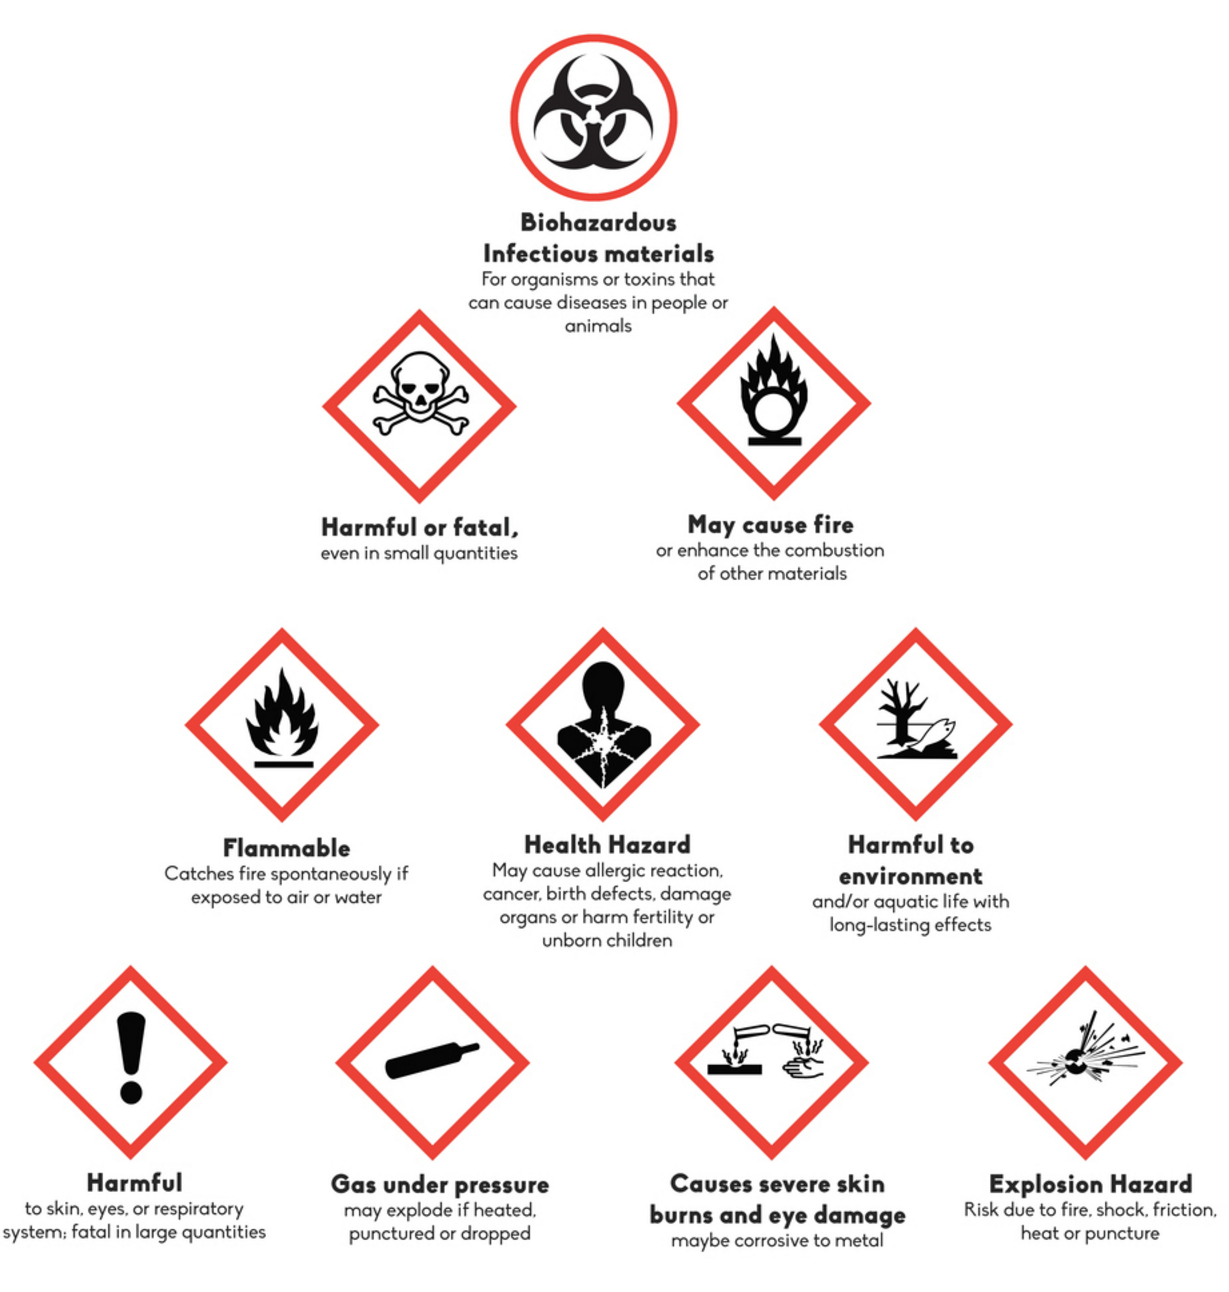 Biohazardous
Infectious materials
For organisms or toxins that
can cause diseases in people or
animals
Harmful or fatal,
even in small quantities
May cause fire
or enhance the combustion
of other materials
Flammable
Catches fire spontaneously if
exposed to air or water
Health Hazard
May cause allergic reaction,
cancer, birth defects, damage
organs or harm fertility or
unborn children
Harmful to
environment
and/or aquatic life with
long-lasting effects
Harmful
to skin, eyes, or respiratory
system; fatal in large quantities
Gas under pressure
may explode if heated,
punctured or dropped
Causes severe skin
burns and eye damage
maybe corrosive to metal
Explosion Hazard
Risk due to fire, shock, friction,
heat or puncture